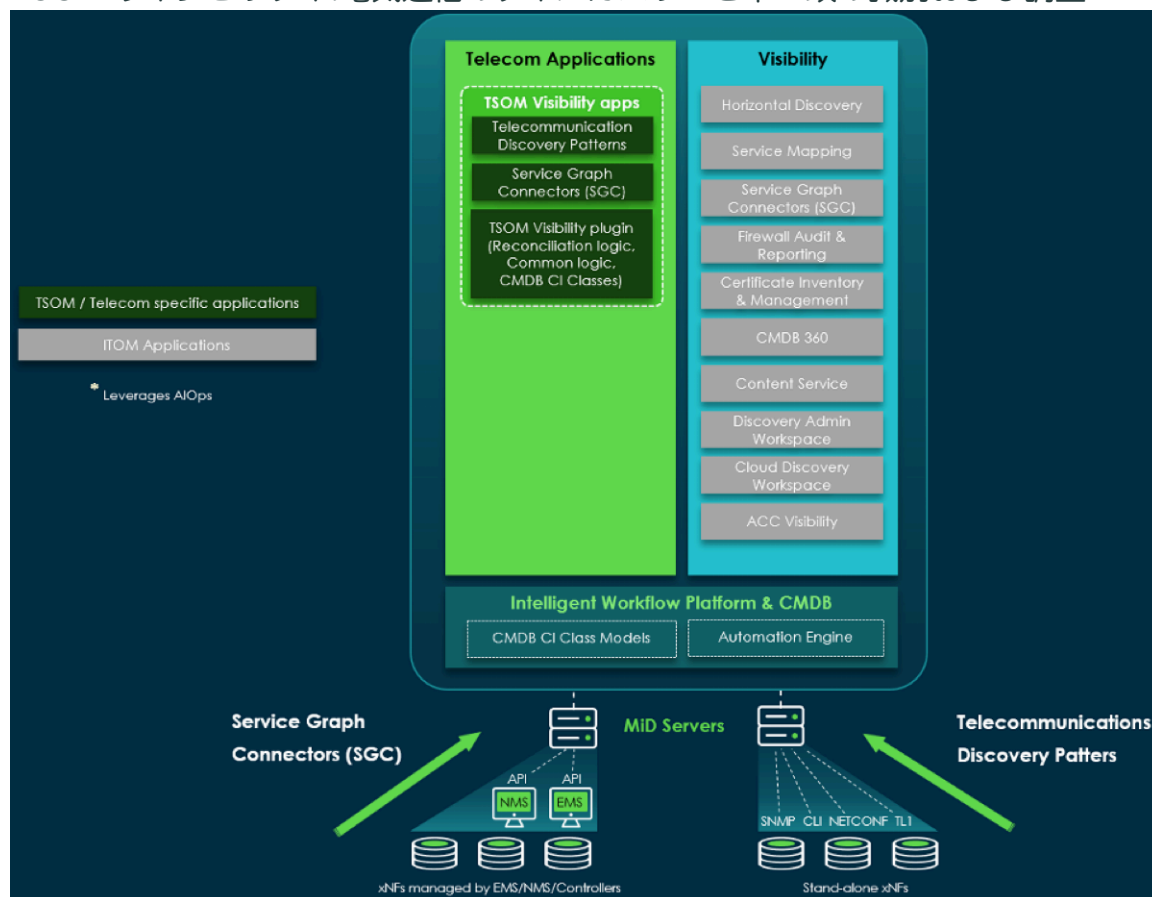 Telecom Applications
TSOM Visibility apps
Telecommunication
Discovery Patterns
Service Graph
Connectors (SGC)
TSOM Visibility plugin
(Reconciliation logic,
Common logic,
CMDB CI Classes)
Visibility
Horizontal Discovery
Service Mapping
Service Graph
Connectors (SGC)
Firewall Audit &
Reporting
Certificate Inventory
& Management
CMDB 360
Content Service
Discovery Admin
Workspace
Cloud Discovery
Workspace
ACC Visibility
TSOM / Telecom specific applications
ITOM Applications
* Leverages AIOps
Intelligent Workflow Platform & CMDB
CMDB CI Class Models
Automation Engine
Service Graph
Connectors (SGC)
MiD Servers
Telecommunications
Discovery Patters
API API
NMS EMS
SNMP CLI NETCONF TL1
xNFs managed by EMS/NMS/Controllers
Stand-alone xNFs